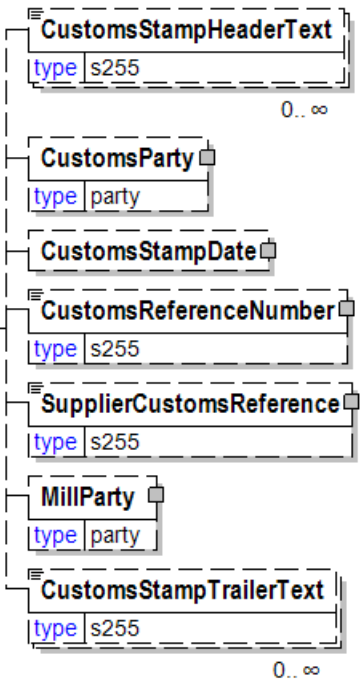 CustomsStampHeaderText
type s255
0.. ∞
CustomsParty
type party
CustomsStampDate
CustomsReferenceNumber
type s255
SupplierCustomsReference
type s255
MillParty
type party
CustomsStampTrailerText
type s255
0.. ∞